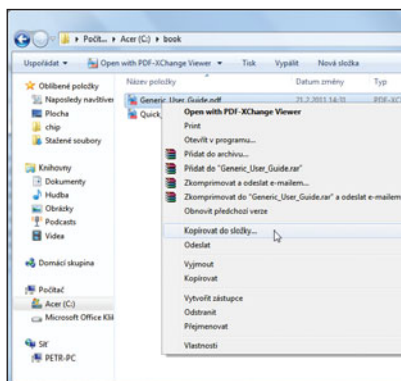 Počít... ▸ Acer (C:) ▸ book
Uspořádat Open with PDF-XChange Viewer Tisk Vypálit Nová složka
Oblíbené položky
Naposledy navštíven
Plocha
chip
Stažené soubory
Knihovny
Dokumenty
Hudba
Obrázky
Podcasts
Videa
Domácí skupina
Počítač
Acer (C:)
Microsoft Office Klik
Síť
PETR-PC
Název položky Datum změny Typ
Generic_User_Guide.pdf 21.2.2011 14:31 PDF-XC
Quick_
Open with PDF-XChange Viewer
Print
Otevřít v programu...
Přidat do archivu...
Přidat do "Generic_User_Guide.rar"
Zkomprimovat a odeslat e-mailem...
Zkomprimovat do "Generic_User_Guide.rar" a odeslat e-mailem
Obnovit předchozí verze
Kopírovat do složky...
Odeslat
Vyjmout
Kopírovat
Vytvořit zástupce
Odstranit
Přejmenovat
Vlastnosti